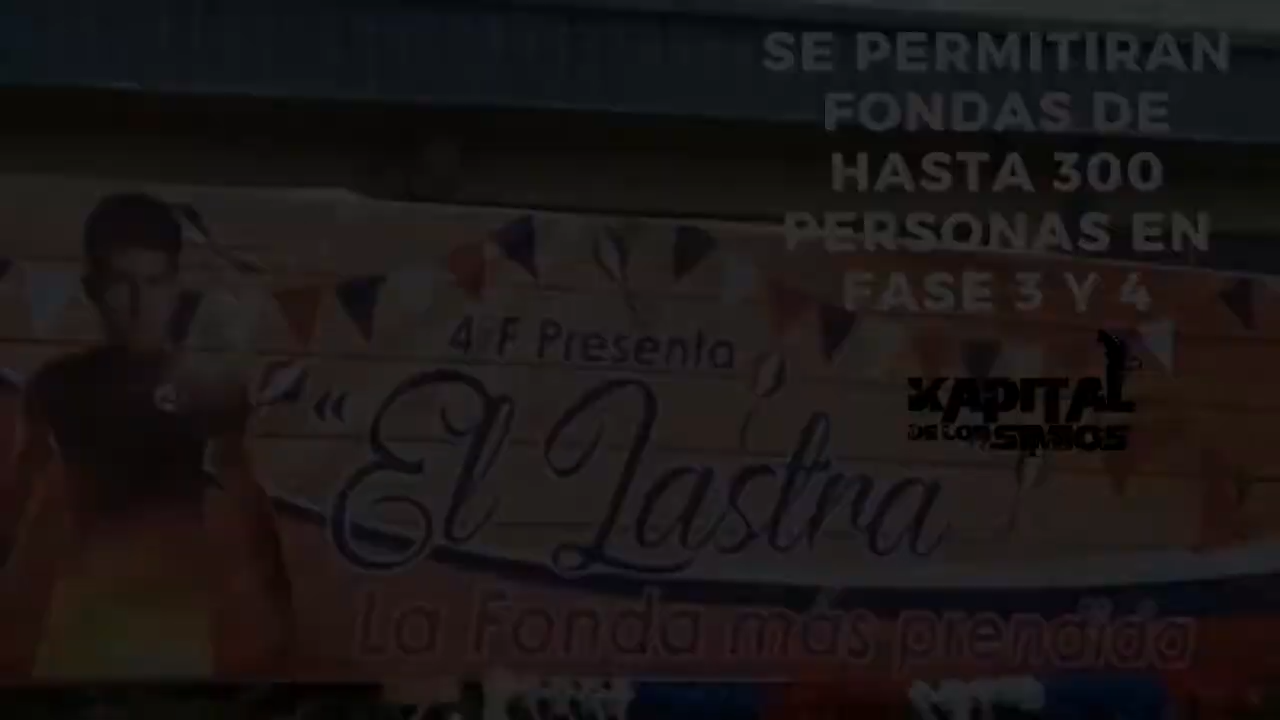 SE PERMITIRAN
FONDAS DE
HASTA 300
PERSONAS EN
FASE 3 Y 4
4 F Presenta
KAPITAL
DE LOS SIMIOS
"El Lastra
La Fonda más prendida